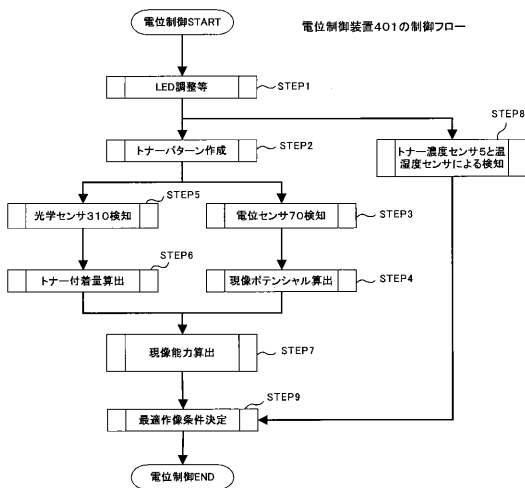 電位制御START
電位制御装置401の制御フロー
LED調整等
STEP1
STEP8
トナーパターン作成
STEP2
トナー濃度センサ5と温
湿度センサによる検知
STEP5
光学センサ310検知
電位センサ70検知
STEP3
STEP6
トナー付着量算出
現像ポテンシャル算出
STEP4
現像能力算出
STEP7
STEP9
最適作像条件決定
電位制御END